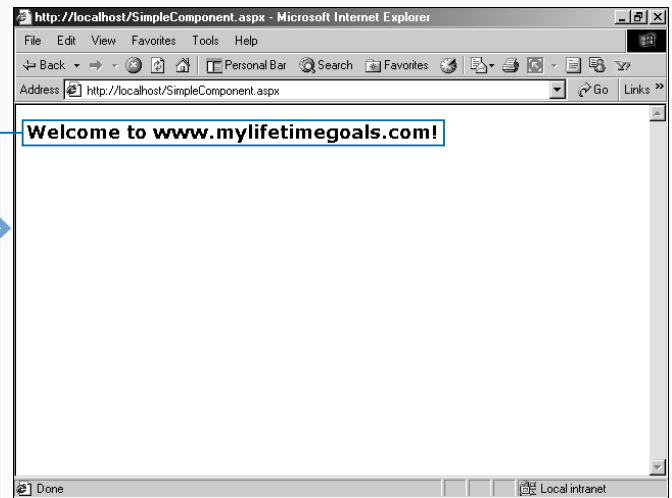 http://localhost/SimpleComponent.aspx - Microsoft Internet Explorer
File Edit View Favorites Tools Help
Back Personal Bar Search Favorites
Address http://localhost/SimpleComponent.aspx Go Links »
Welcome to www.mylifetimegoals.com!
Done Local intranet